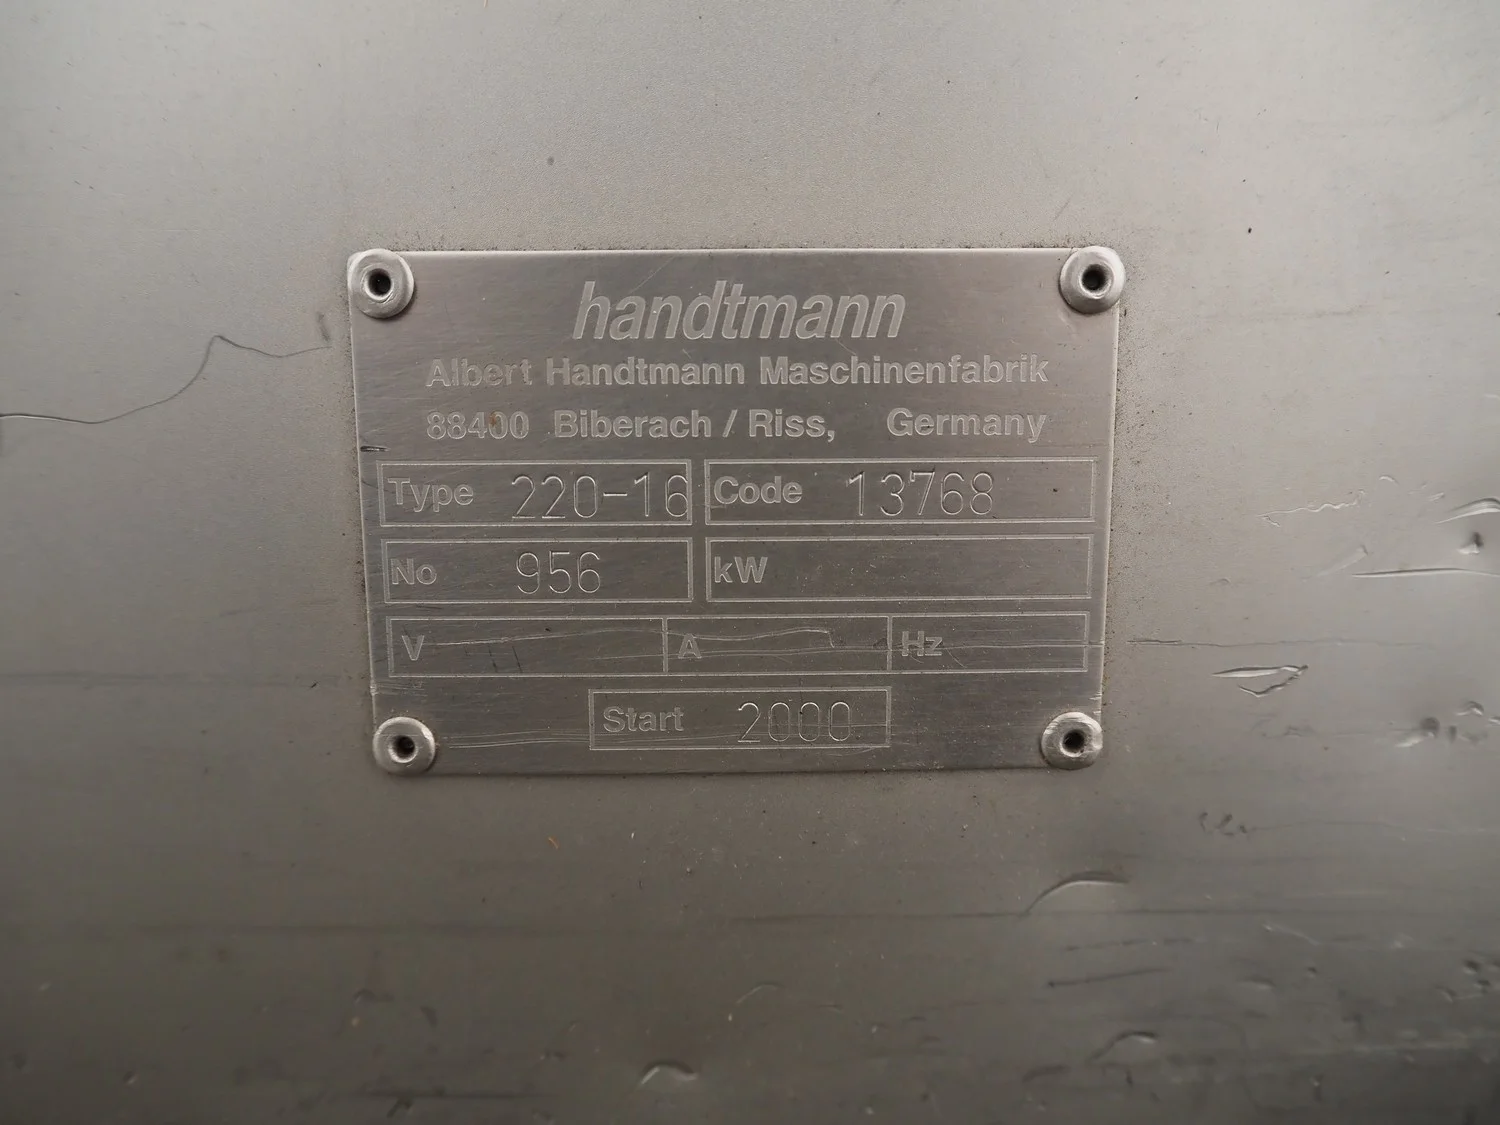 handtmann
Albert Handtmann Maschinenfabrik
88400 Biberach / Riss, Germany
Type 220-16 Code 13768
No 956 kW
V A Hz
Start 2000